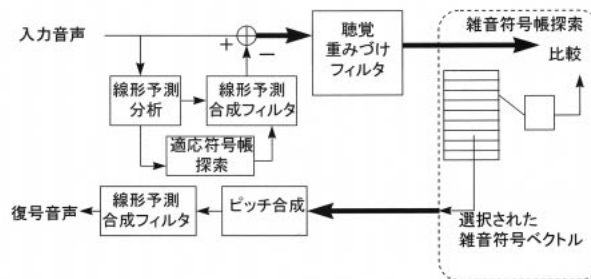 入力音声
+
−
聴覚
重みづけ
フィルタ
雑音符号帳探索
比較
線形予測
分析
線形予測
合成フィルタ
適応符号帳
探索
復号音声
線形予測
合成フィルタ
ピッチ合成
選択された
雑音符号ベクトル